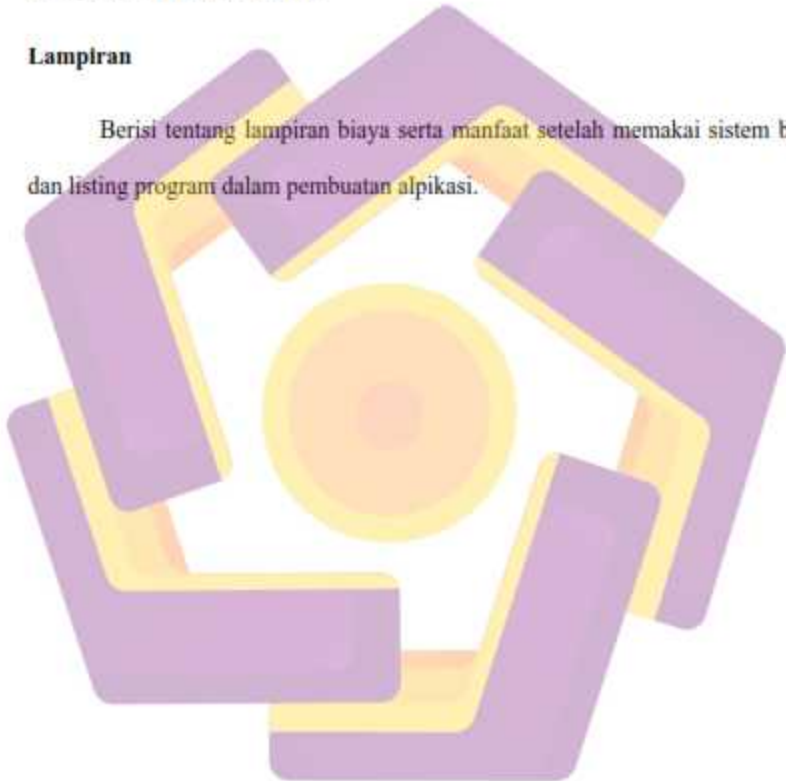 Lampiran
Berisi tentang lampiran biaya serta manfaat setelah memakai sistem
dan listing program dalam pembuatan alpikasi.